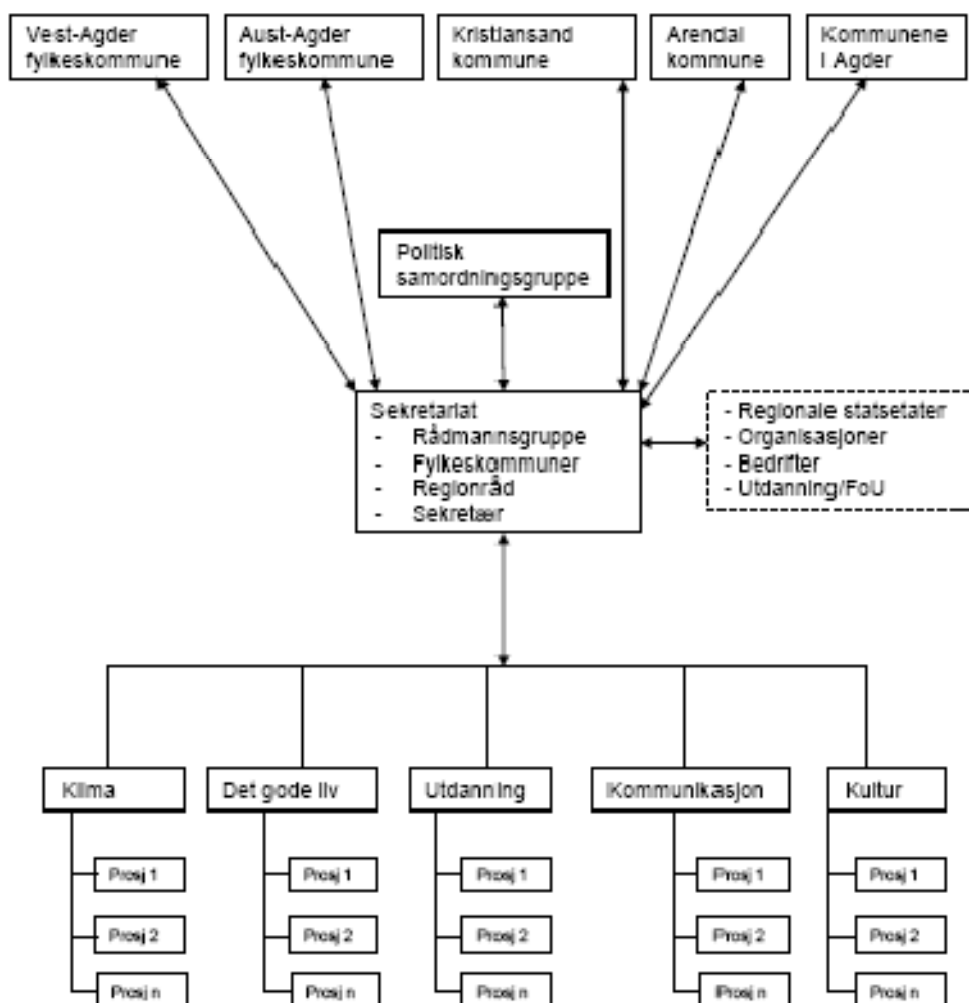 Vest-Agder
fylkeskommune
Aust-Agder
fylkeskommune
Kristiansand
kommune
Arendal
kommune
Kommunene
i Agder
Politisk
samordningsgruppe
Sekretariat
- Rådmannsgruppe
- Fylkeskommuner
- Regionråd
- Sekretær
- Regionale statsetater
- Organisasjoner
- Bedrifter
- Utdanning/FoU
Klima
Det gode liv
Utdanning
Kommunikasjon
Kultur
Prosj 1
Prosj 1
Prosj 1
Prosj 1
Prosj 1
Prosj 2
Prosj 2
Prosj 2
Prosj 2
Prosj 2
Prosj n
Prosj n
Prosj n
Prosj n
Prosj n